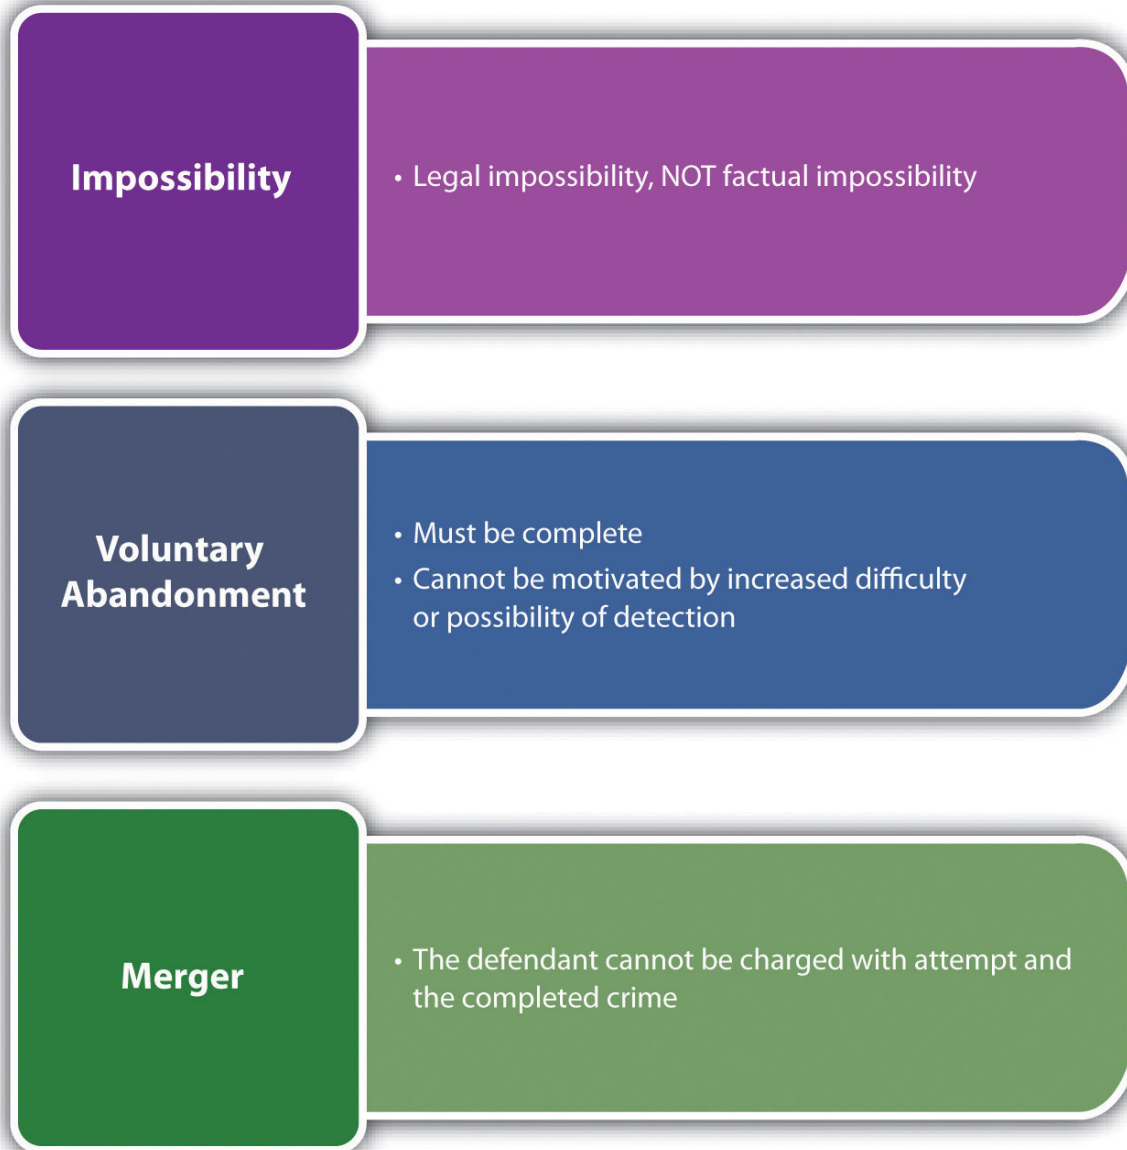 Impossibility
• Legal impossibility, NOT factual impossibility
Voluntary
Abandonment
• Must be complete
• Cannot be motivated by increased difficulty
or possibility of detection
Merger
• The defendant cannot be charged with attempt and
the completed crime